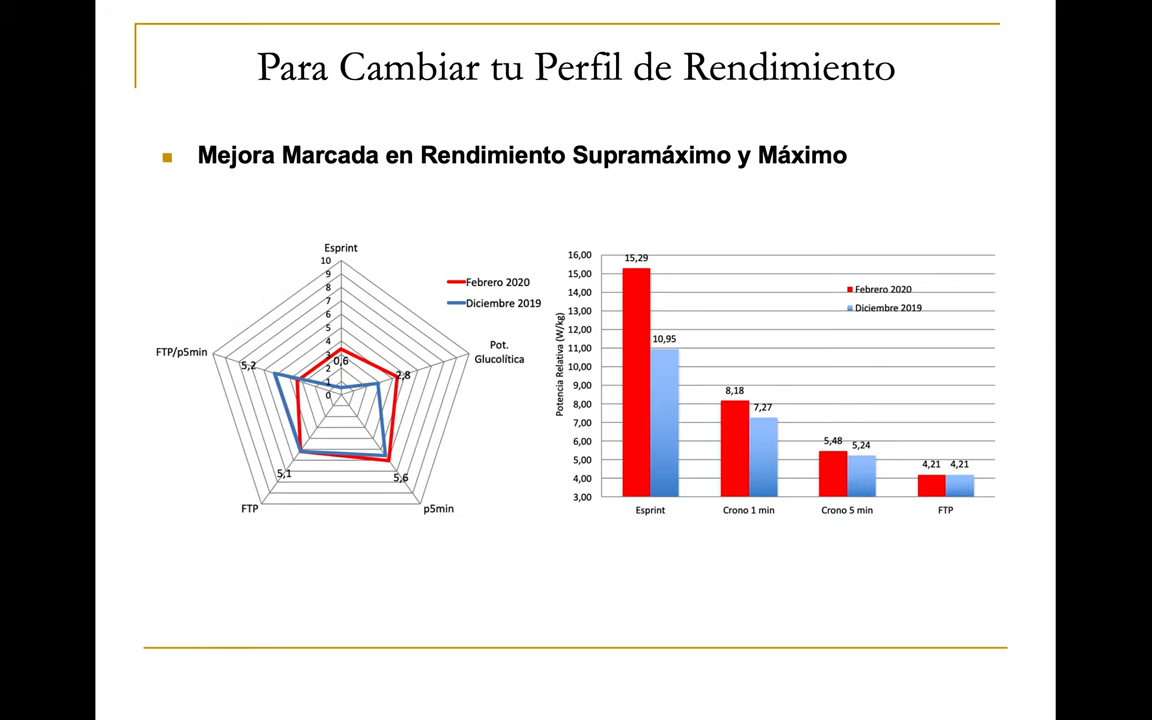 Para Cambiar tu Perfil de Rendimiento
Mejora Marcada en Rendimiento Supramáximo y Máximo
Esprint
10
9
8
7
6
5
4
3
2
1
0
0,6
2,8
5,6
5,1
5,2
Pot.
Glucolítica
p5min
FTP
FTP/p5min
Febrero 2020
Diciembre 2019
Potencia Relativa (W/kg)
16,00
15,00
14,00
13,00
12,00
11,00
10,00
9,00
8,00
7,00
6,00
5,00
4,00
3,00
15,29
10,95
8,18
7,27
5,48
5,24
4,21
4,21
Febrero 2020
Diciembre 2019
Esprint
Crono 1 min
Crono 5 min
FTP